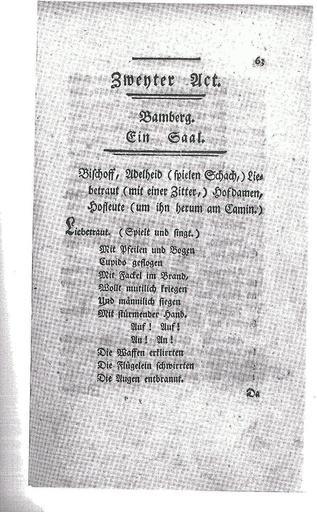 63
Zweyter Act.
Bamberg.
Ein Saal.
Bischoff, Adelheid (spielen Schach,) Lie-
betraut (mit einer Zitter,) Hofdamen,
Hofleute (um ihn herum am Camin.)
Liebetraut. (Spielt und singt.)
Mit Pfeilen und Bogen
Cupido geflogen
Mit Fackel im Brand,
Wollt mutilich kriegen
Und männilich siegen
Mit stürmender Hand.
Auf! Auf!
An! An!
Die Waffen erklirrten
Die Flügelein schwirrten
Die Augen entbrannt.
Da